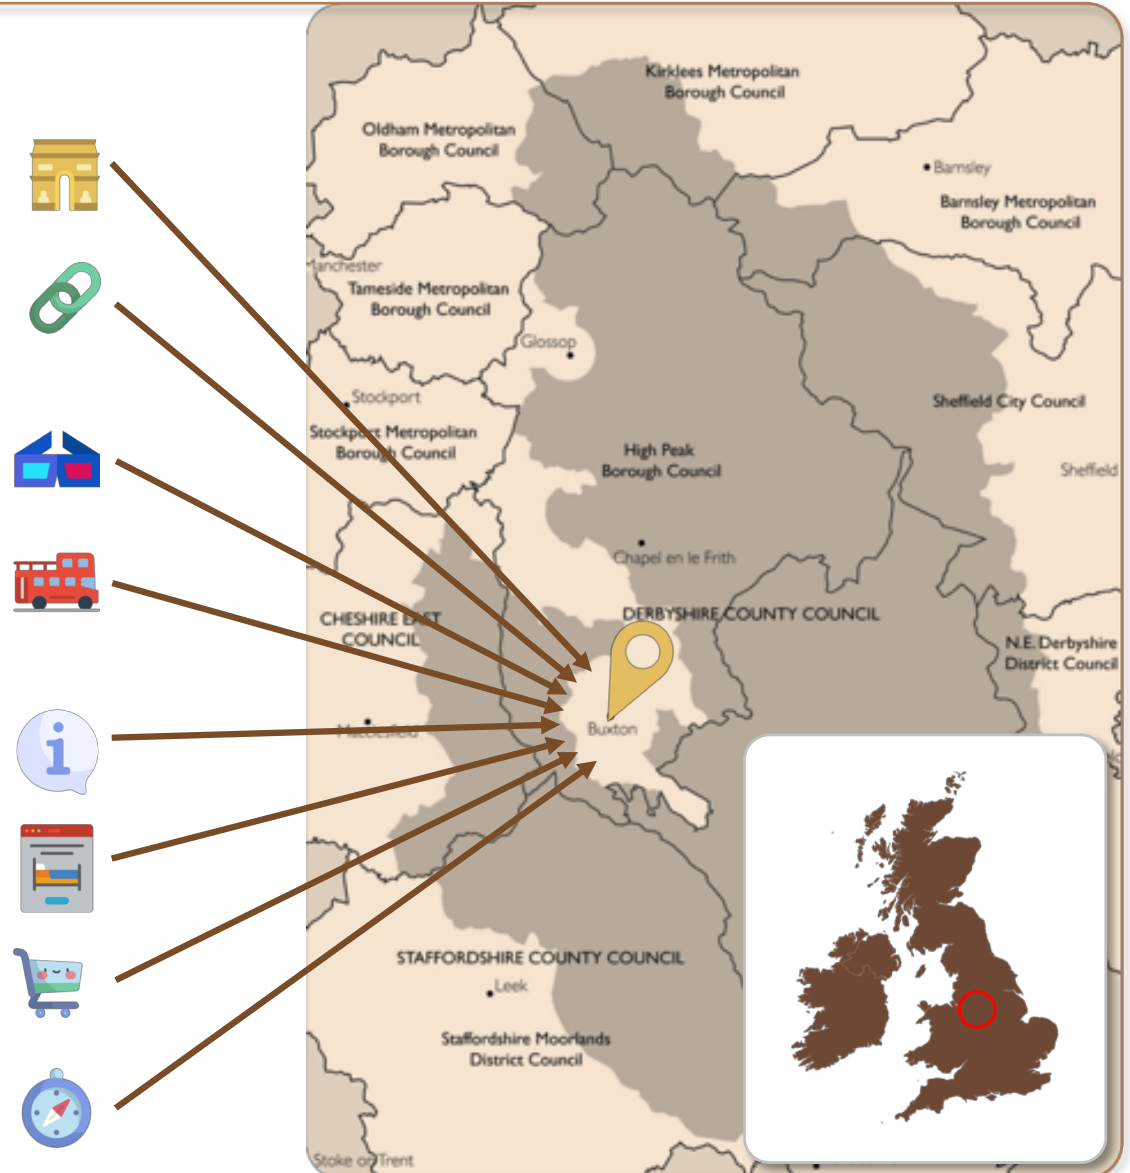 Kirklees Metropolitan
Borough Council
Oldham Metropolitan
Borough Council
Barnsley
Barnsley Metropolitan
Borough Council
Manchester
Tameside Metropolitan
Borough Council
Glossop
Stockport
Stockport Metropolitan
Borough Council
Sheffield City Council
High Peak
Borough Council
Sheffield
Chapel en le Frith
CHESHIRE EAST
COUNCIL
DERBYSHIRE COUNTY COUNCIL
N.E. Derbyshire
District Council
Macclesfield
Buxton
STAFFORDSHIRE COUNTY COUNCIL
Leek
Staffordshire Moorlands
District Council
Stoke on Trent